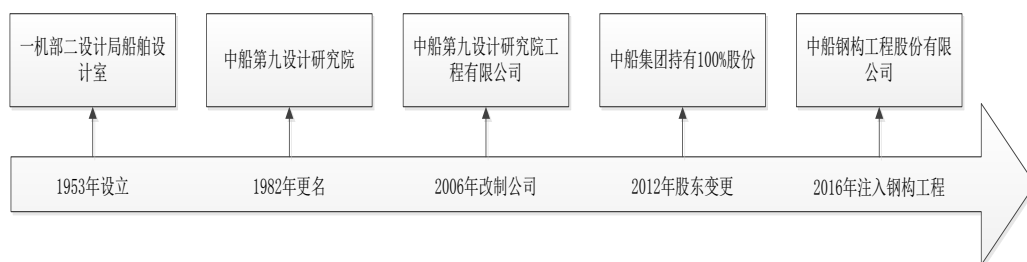 一机部二设计局船舶设
计室
中船第九设计研究院
中船第九设计研究院工
程有限公司
中船集团持有100%股份
中船钢构工程股份有限
公司
1953年设立
1982年更名
2006年改制公司
2012年股东变更
2016年注入钢构工程